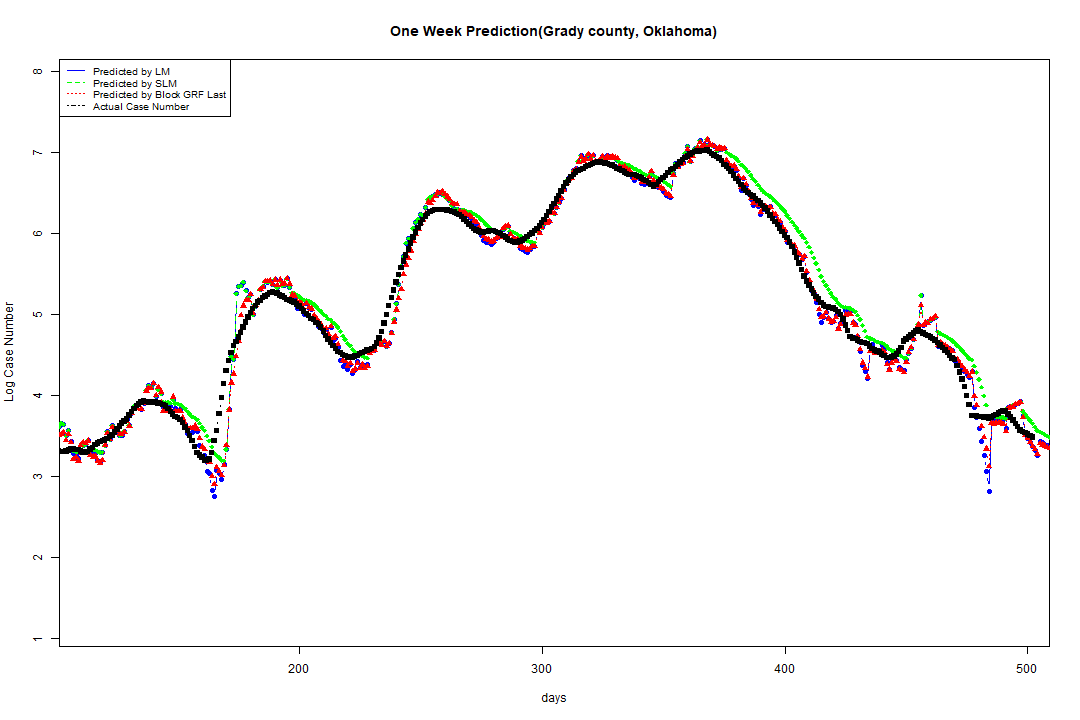 One Week Prediction(Grady county, Oklahoma)
Predicted by LM
Predicted by SLM
Predicted by Block GRF Last
Actual Case Number
8
7
6
5
4
3
2
1
Log Case Number
200 300 400 500
days